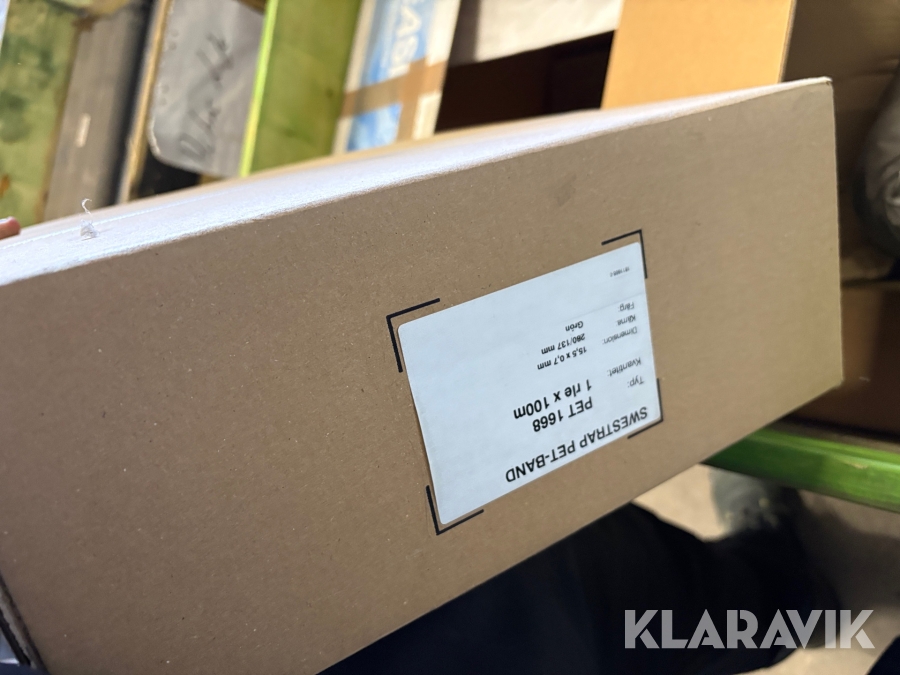 SWESTRAP PET-BAND
Typ: PET 1668
Kvantitet: 1 rle x 100m
Dimension: 15,5 x 0,7 mm
Kärna: 280/137 mm
Färg: Grön
KLARAVIK